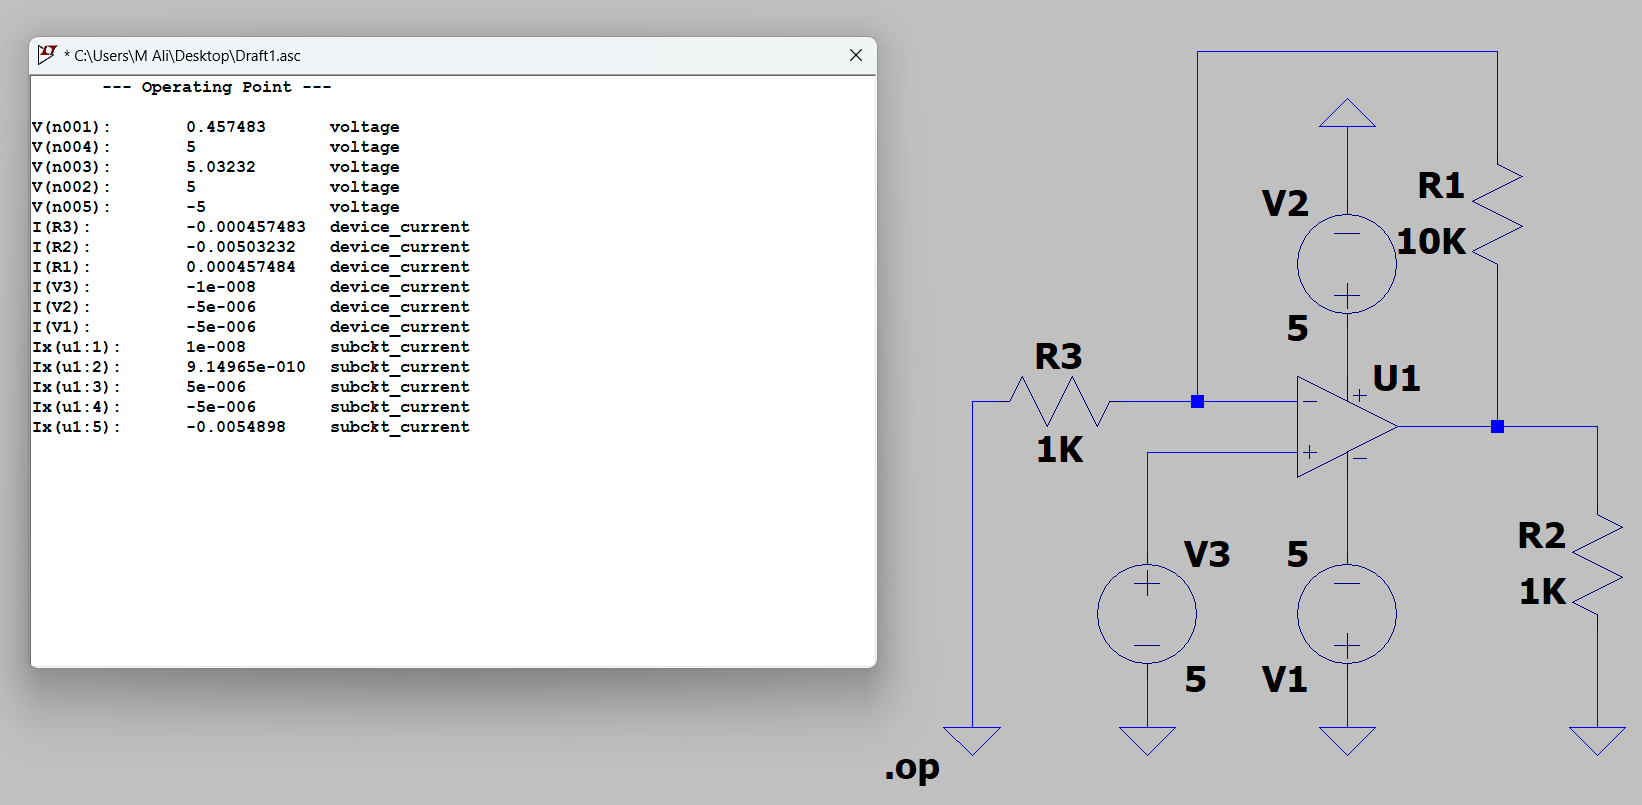 * C:\Users\M Ali\Desktop\Draft1.asc
--- Operating Point ---
V(n001): 0.457483 voltage
V(n004): 5 voltage
V(n003): 5.03232 voltage
V(n002): 5 voltage
V(n005): -5 voltage
I(R3): -0.000457483 device_current
I(R2): -0.00503232 device_current
I(R1): 0.000457484 device_current
I(V3): -1e-008 device_current
I(V2): -5e-006 device_current
I(V1): -5e-006 device_current
Ix(u1:1): 1e-008 subckt_current
Ix(u1:2): 9.14965e-010 subckt_current
Ix(u1:3): 5e-006 subckt_current
Ix(u1:4): -5e-006 subckt_current
Ix(u1:5): -0.0054898 subckt_current
R1
10K
V2
5
R3
1K
U1
V3
5
5
V1
R2
1K
.op